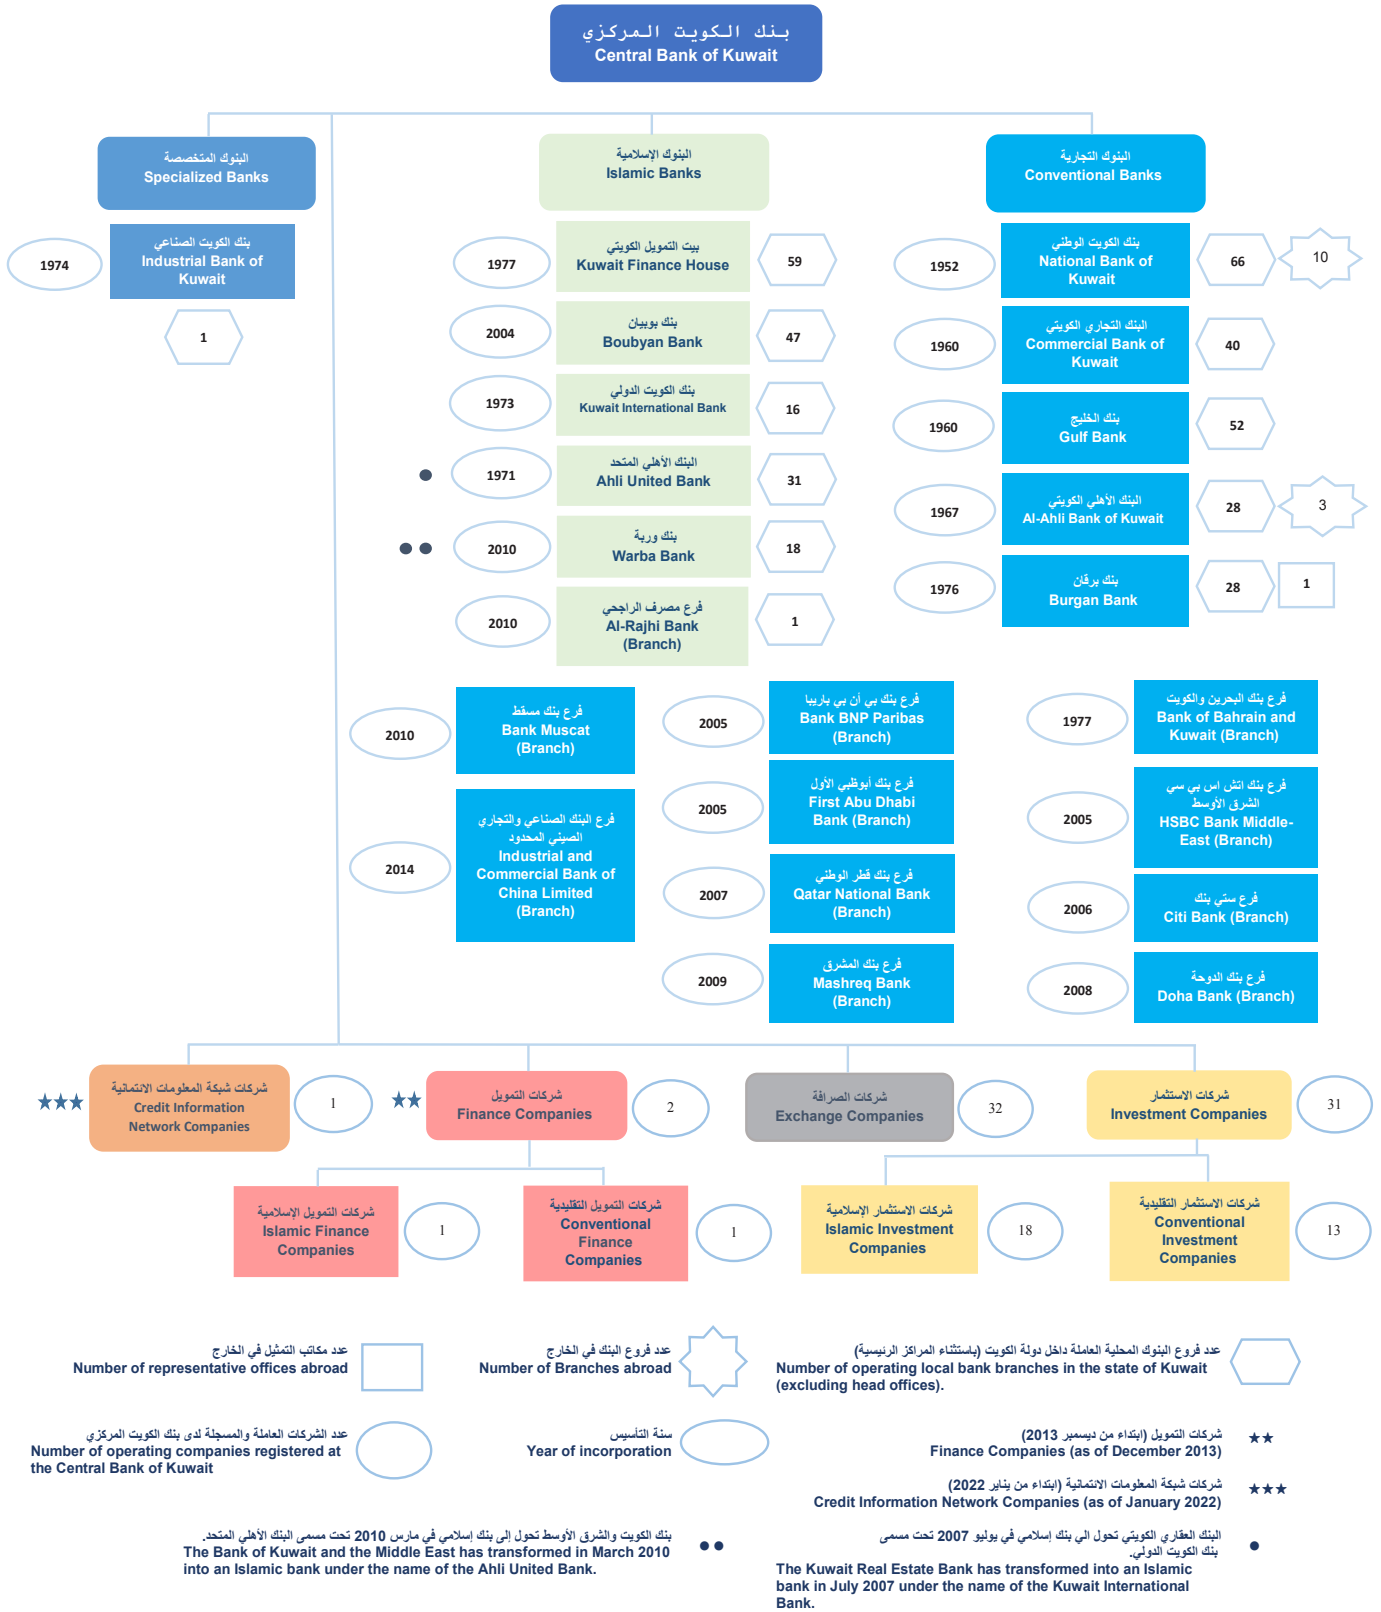 بنك الكويت المركزي
Central Bank of Kuwait
البنوك المتخصصة
Specialized Banks
البنوك الإسلامية
Islamic Banks
البنوك التجارية
Conventional Banks
1974
بنك الكويت الصناعي
Industrial Bank of
Kuwait
1
1977
بيت التمويل الكويتي
Kuwait Finance House
59
2004
بنك بوبيان
Boubyan Bank
47
1973
بنك الكويت الدولي
Kuwait International Bank
16
1971
البنك الأهلي المتحد
Ahli United Bank
31
2010
بنك وربة
Warba Bank
18
2010
فرع مصرف الراجحي
Al-Rajhi Bank
(Branch)
1
1952
بنك الكويت الوطني
National Bank of
Kuwait
66
10
1960
البنك التجاري الكويتي
Commercial Bank of
Kuwait
40
1960
بنك الخليج
Gulf Bank
52
1967
البنك الأهلي الكويتي
Al-Ahli Bank of Kuwait
28
3
1976
بنك برقان
Burgan Bank
28
1
2010
فرع بنك مسقط
Bank Muscat
(Branch)
2014
فرع البنك الصناعي والتجاري
الصيني المحدود
Industrial and
Commercial Bank of
China Limited
(Branch)
2005
فرع بنك بي أن بي باريبا
Bank BNP Paribas
(Branch)
2005
فرع بنك أبوظبي الأول
First Abu Dhabi
Bank (Branch)
2007
فرع بنك قطر الوطني
Qatar National Bank
(Branch)
2009
فرع بنك المشرق
Mashreq Bank
(Branch)
1977
فرع بنك البحرين والكويت
Bank of Bahrain and
Kuwait (Branch)
2005
فرع بنك اتش اس بي سي
الشرق الأوسط
HSBC Bank Middle-
East (Branch)
2006
فرع ستي بنك
Citi Bank (Branch)
2008
فرع بنك الدوحة
Doha Bank (Branch)
★★★
شركات شبكة المعلومات الائتمانية
Credit Information
Network Companies
1
★★
شركات التمويل
Finance Companies
2
شركات الصرافة
Exchange Companies
32
شركات الاستثمار
Investment Companies
31
شركات التمويل الإسلامية
Islamic Finance
Companies
1
شركات التمويل التقليدية
Conventional
Finance
Companies
1
شركات الاستثمار الإسلامية
Islamic Investment
Companies
18
شركات الاستثمار التقليدية
Conventional
Investment
Companies
13
عدد مكاتب التمثيل في الخارج
Number of representative offices abroad
عدد فروع البنك في الخارج
Number of Branches abroad
عدد فروع البنوك المحلية العاملة داخل دولة الكويت (باستثناء المراكز الرئيسية)
Number of operating local bank branches in the state of Kuwait
(excluding head offices).
عدد الشركات العاملة والمسجلة لدى بنك الكويت المركزي
Number of operating companies registered at
the Central Bank of Kuwait
سنة التأسيس
Year of incorporation
شركات التمويل (ابتداء من ديسمبر 2013)
Finance Companies (as of December 2013)
★★
شركات شبكة المعلومات الائتمانية (ابتداء من يناير 2022)
Credit Information Network Companies (as of January 2022)
★★★
بنك الكويت والشرق الأوسط تحول إلى بنك إسلامي في مارس 2010 تحت مسمى البنك الأهلي المتحد.
The Bank of Kuwait and the Middle East has transformed in March 2010
into an Islamic bank under the name of the Ahli United Bank.
البنك العقاري الكويتي تحول الي بنك إسلامي في يوليو 2007 تحت مسمى
بنك الكويت الدولي.
The Kuwait Real Estate Bank has transformed into an Islamic
bank in July 2007 under the name of the Kuwait International
Bank.